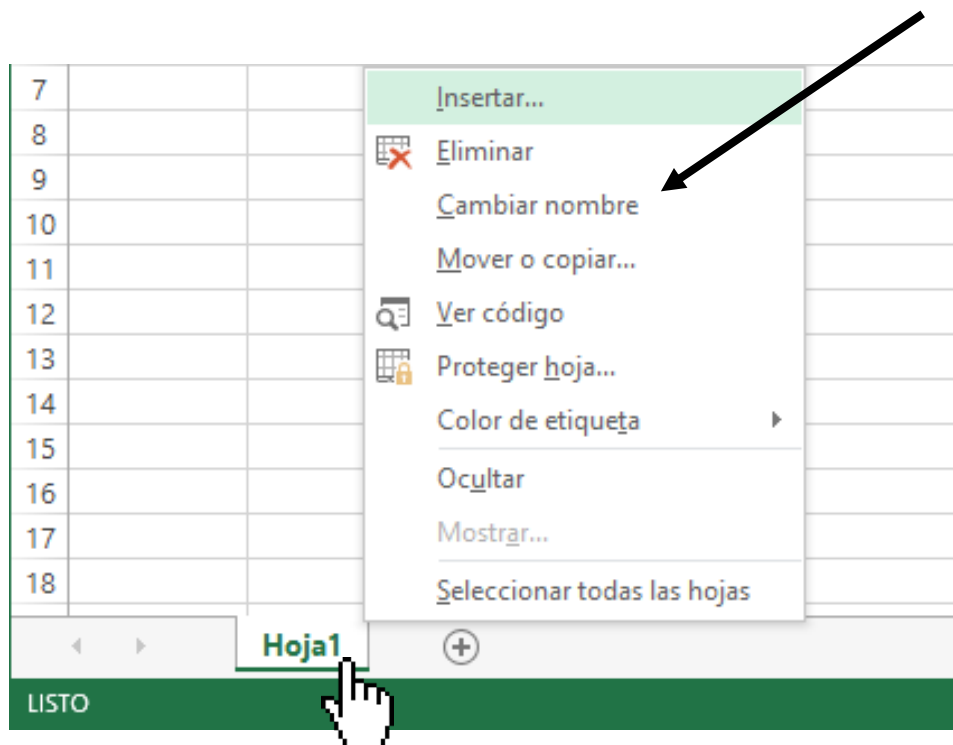 7
Insertar...
8
Eliminar
9
Cambiar nombre
10
Mover o copiar...
11
12
Ver código
13
Proteger hoja...
14
Color de etiqueta
15
Ocultar
16
17
Mostrar...
18
Seleccionar todas las hojas
Hoja1
LISTO